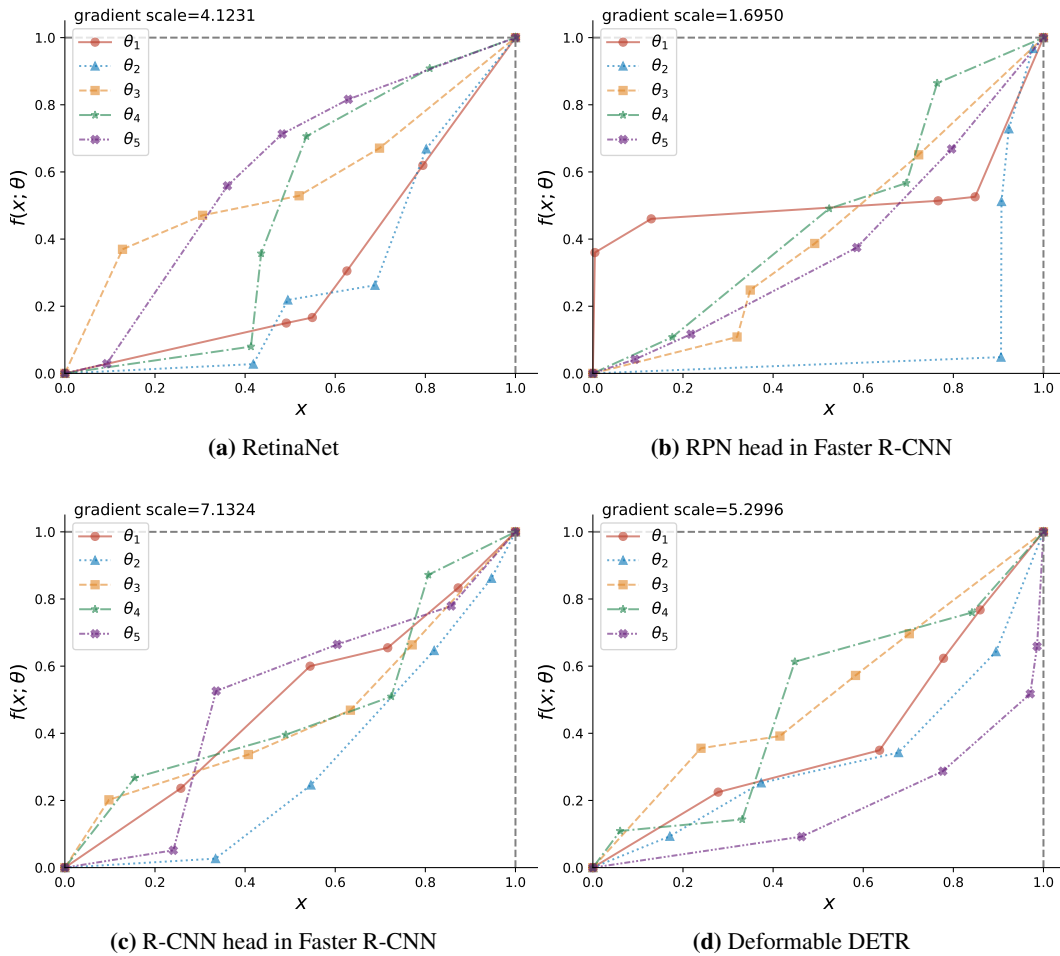 gradient scale=4.1231
1.0
0.8
0.6
0.4
0.2
0.0
f(x; θ)
θ₁
θ₂
θ₃
θ₄
θ₅
0.0 0.2 0.4 0.6 0.8 1.0
x
(a) RetinaNet
gradient scale=1.6950
1.0
0.8
0.6
0.4
0.2
0.0
f(x; θ)
θ₁
θ₂
θ₃
θ₄
θ₅
0.0 0.2 0.4 0.6 0.8 1.0
x
(b) RPN head in Faster R-CNN
gradient scale=7.1324
1.0
0.8
0.6
0.4
0.2
0.0
f(x; θ)
θ₁
θ₂
θ₃
θ₄
θ₅
0.0 0.2 0.4 0.6 0.8 1.0
x
(c) R-CNN head in Faster R-CNN
gradient scale=5.2996
1.0
0.8
0.6
0.4
0.2
0.0
f(x; θ)
θ₁
θ₂
θ₃
θ₄
θ₅
0.0 0.2 0.4 0.6 0.8 1.0
x
(d) Deformable DETR